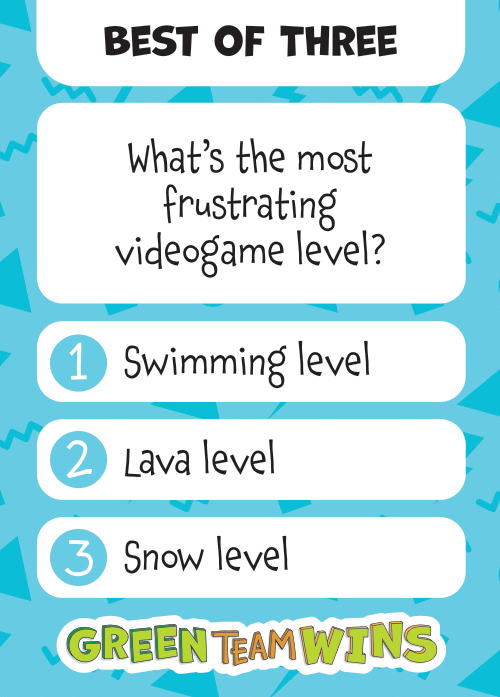 BEST OF THREE
What's the most
frustrating
videogame level?
1 Swimming level
2 Lava level
3 Snow level
GREEN TEAM WINS